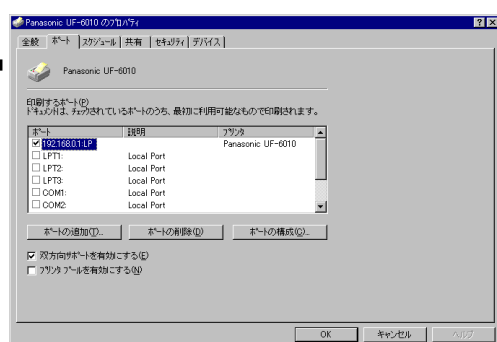 Panasonic UF-6010 のプロパティ
全般 ポート スケジュール 共有 セキュリティ デバイス
Panasonic UF-6010
印刷するポート(P)
ドキュメントは、チェックされているポートのうち、最初に利用可能なもので印刷されます。
ポート 説明 プリンタ
192.168.0.1:LP Panasonic UF-6010
LPT1: Local Port
LPT2: Local Port
LPT3: Local Port
COM1: Local Port
COM2: Local Port
ポートの追加(T)... ポートの削除(D) ポートの構成(C)...
双方向サポートを有効にする(E)
プリンタ プールを有効にする(N)
OK キャンセル ヘルプ